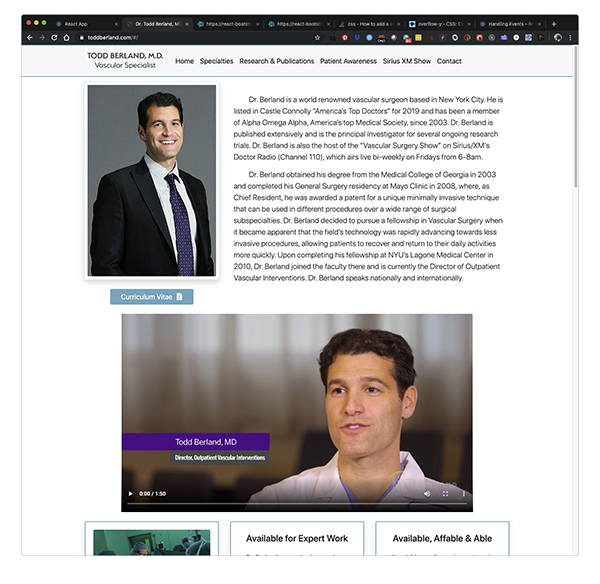 React App
Dr. Todd Berland, MD
https://react-bootstr
https://react-bootstr
css - How to add a s
overflow-y - CSS: C
Handling Events – Re
toddberland.com/#/
TODD BERLAND, M.D.
Vascular Specialist
Home Specialties Research & Publications Patient Awareness Sirius XM Show Contact
Dr. Berland is a world renowned vascular surgeon based in New York City. He is
listed in Castle Connolly "America's Top Doctors" for 2019 and has been a member
of Alpha Omega Alpha, America's top Medical Society, since 2003. Dr. Berland is
published extensively and is the principal investigator for several ongoing research
trials. Dr. Berland is also the host of the "Vascular Surgery Show" on Sirius/XM's
Doctor Radio (Channel 110), which airs live bi-weekly on Fridays from 6-8am.
Dr. Berland obtained his degree from the Medical College of Georgia in 2003
and completed his General Surgery residency at Mayo Clinic in 2008, where, as
Chief Resident, he was awarded a patent for a unique minimally invasive technique
that can be used in different procedures over a wide range of surgical
subspecialties. Dr. Berland decided to pursue a fellowship in Vascular Surgery when
it became apparent that the field's technology was rapidly advancing towards less
invasive procedures, allowing patients to recover and return to their daily activities
more quickly. Upon completing his fellowship at NYU's Lagone Medical Center in
2010, Dr. Berland joined the faculty there and is currently the Director of Outpatient
Vascular Interventions. Dr. Berland speaks nationally and internationally.
Curriculum Vitae
Todd Berland, MD
Director, Outpatient Vascular Interventions
0:00 / 1:50
Available for Expert Work
Available, Affable & Able